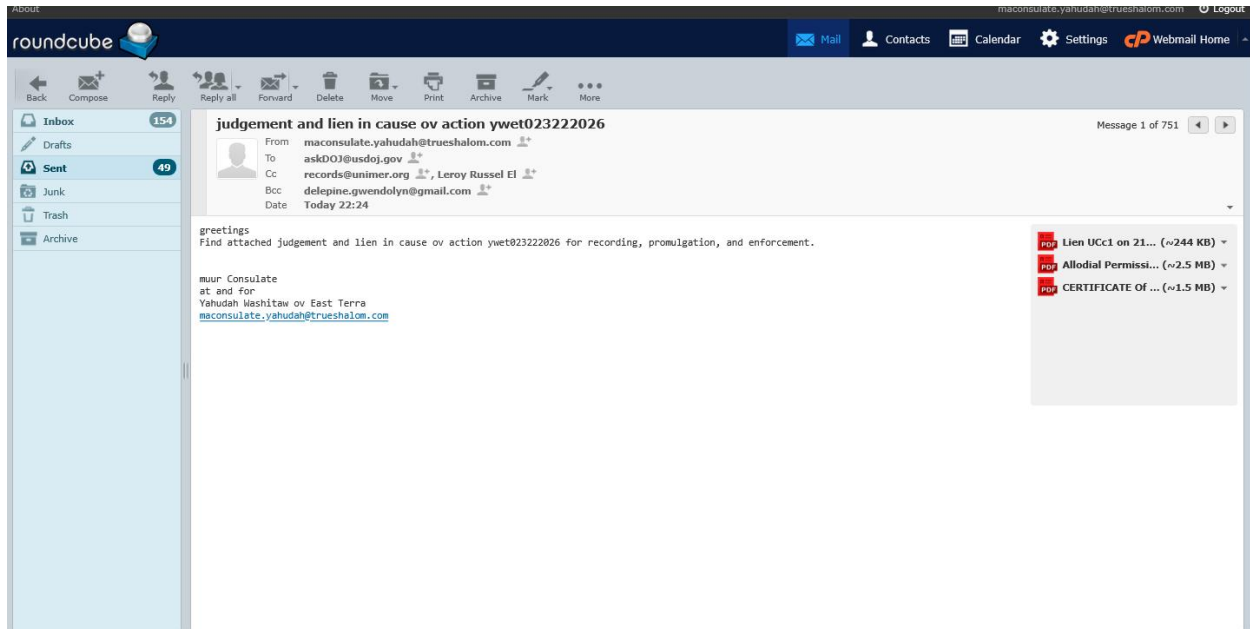 About
maconsulate.yahudah@trueshalom.com Logout
roundcube
Mail Contacts Calendar Settings cP Webmail Home
Back Compose Reply Reply all Forward Delete Move Print Archive Mark More
Inbox 154
Drafts
Sent 49
Junk
Trash
Archive
judgement and lien in cause ov action ywet023222026
Message 1 of 751
From maconsulate.yahudah@trueshalom.com
To askDOJ@usdoj.gov
Cc records@unimer.org , Leroy Russel El
Bcc delepine.gwendolyn@gmail.com
Date Today 22:24
greetings
Find attached judgement and lien in cause ov action ywet023222026 for recording, promulgation, and enforcement.
muur Consulate
at and for
Yahudah Washitaw ov East Terra
maconsulate.yahudah@trueshalom.com
PDF Lien UCc1 on 21... (~244 KB)
PDF Allodial Permissi... (~2.5 MB)
PDF CERTIFICATE Of ... (~1.5 MB)